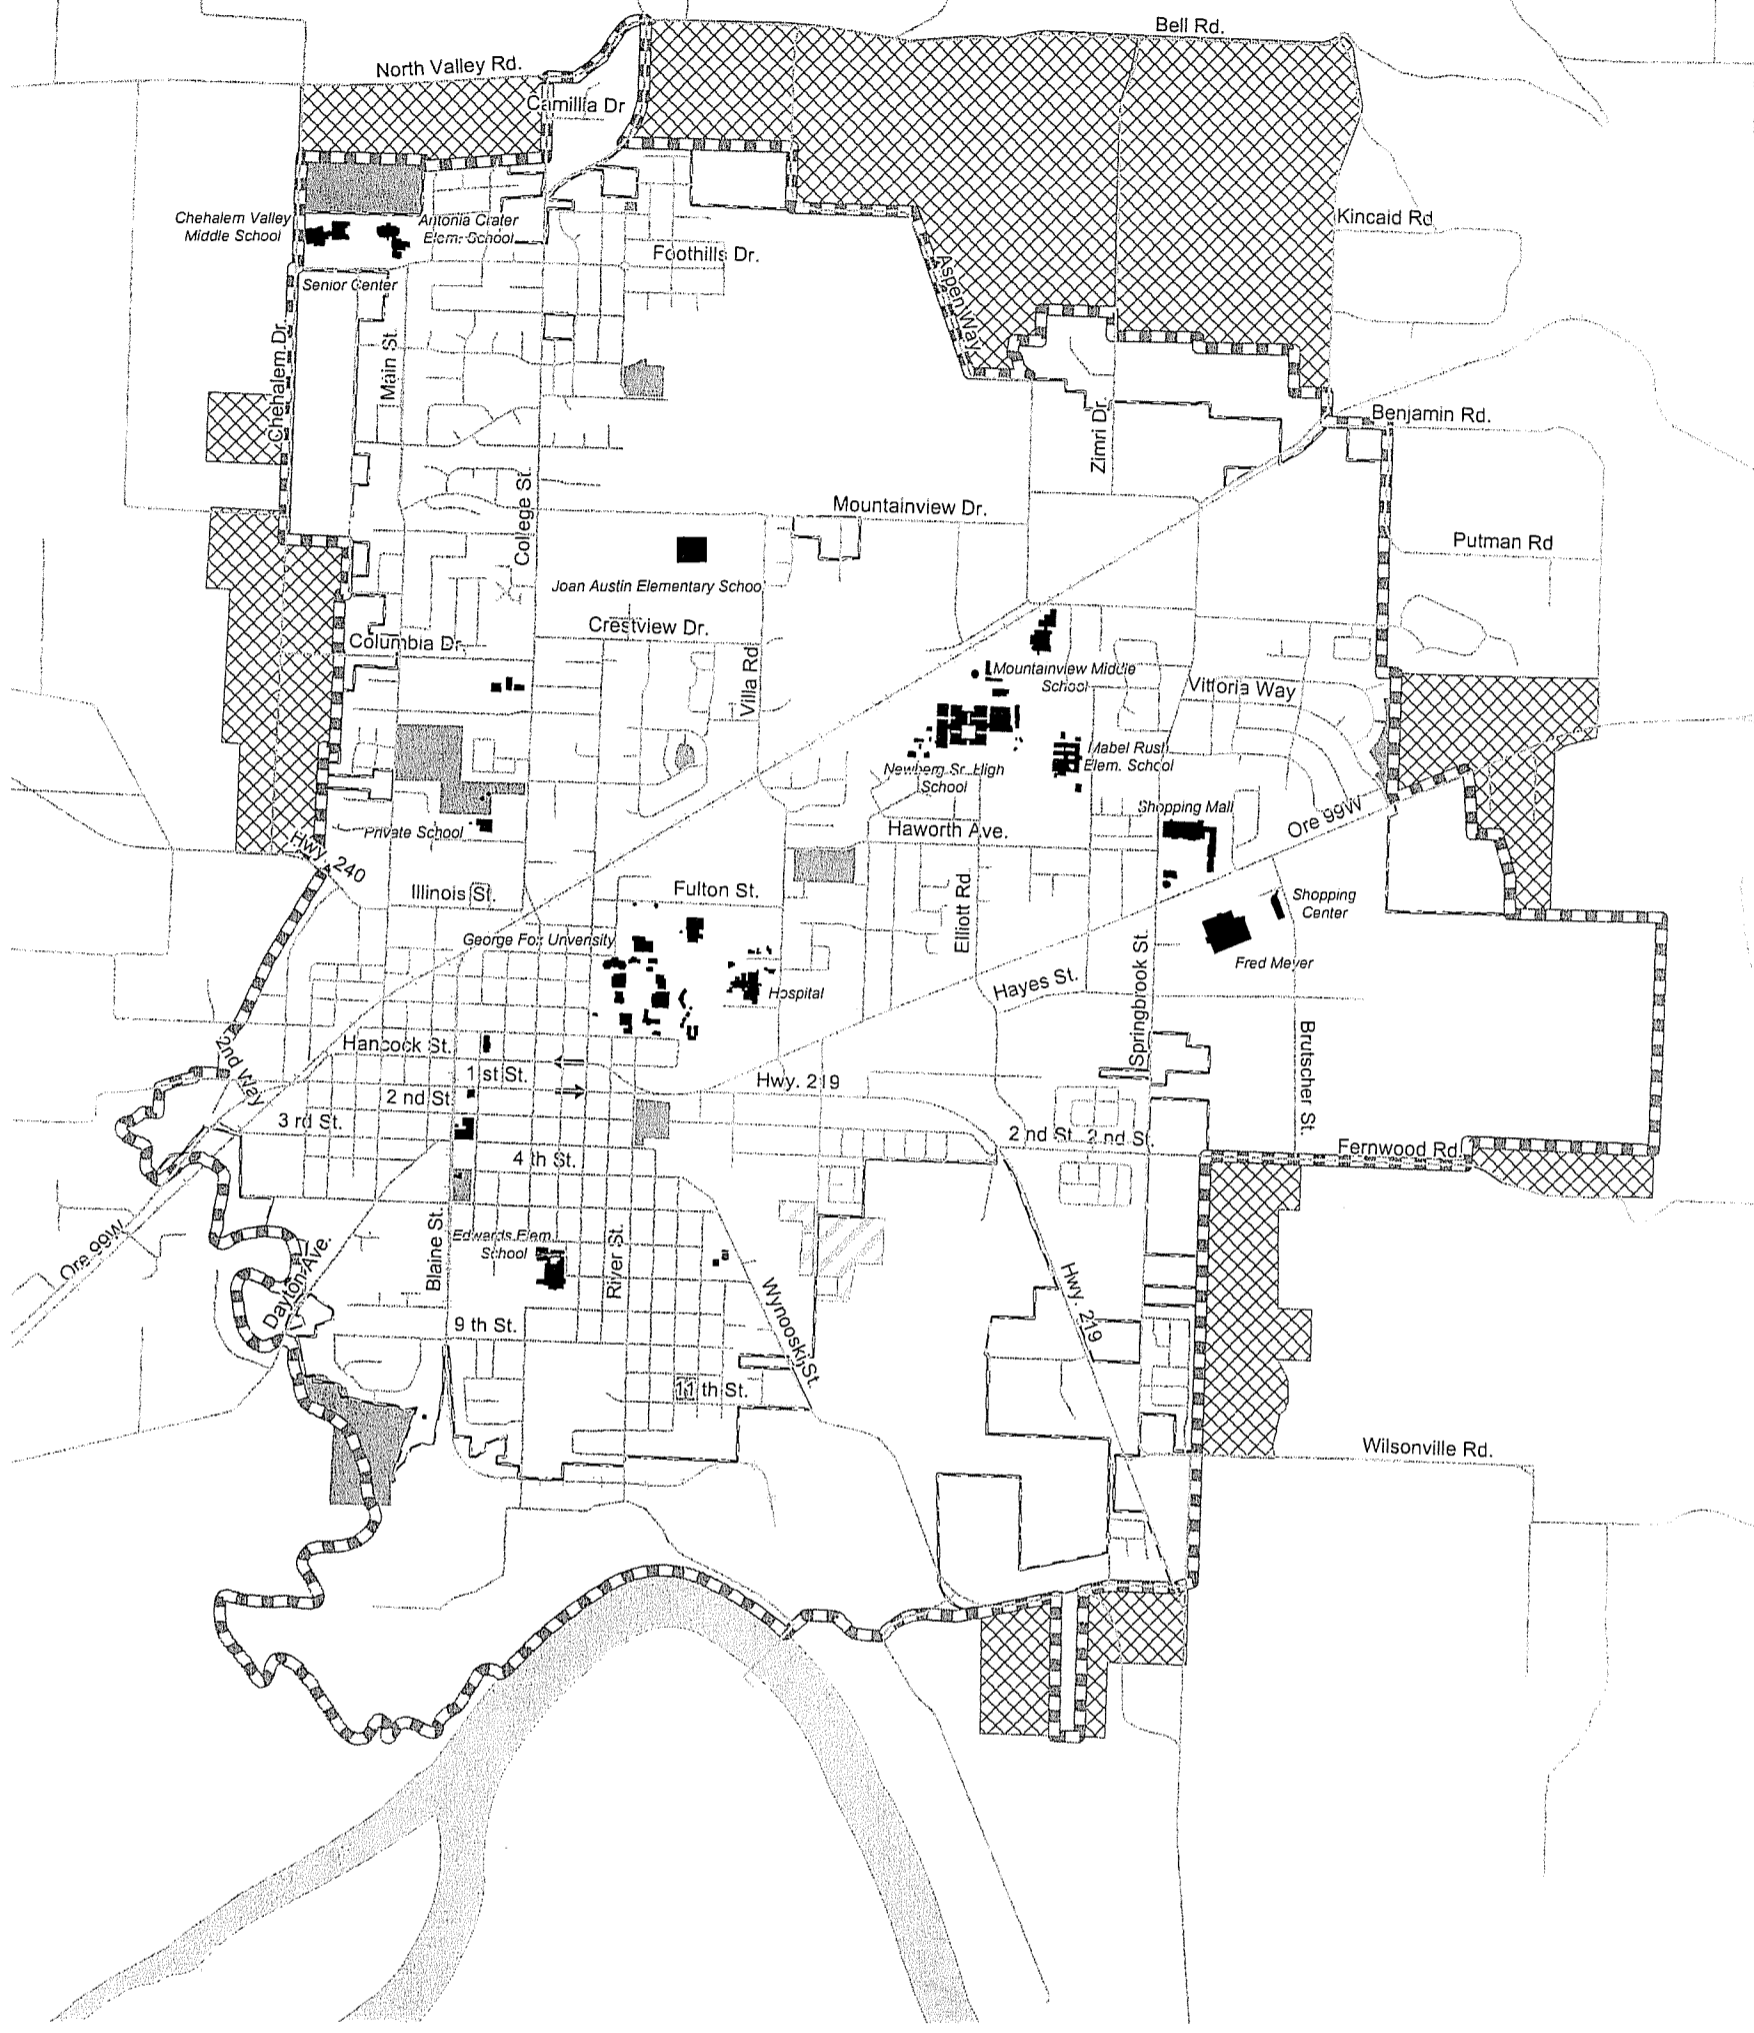 Bell Rd.
North Valley Rd.
Camillia Dr
Chehalem Valley
Middle School
Antonia Crater
Elem. School
Kincaid Rd
Foothills Dr.
Senior Center
Aspen Way
Chehalem Dr.
Main St.
Benjamin Rd.
Zimri Dr.
College St.
Mountainview Dr.
Putman Rd
Joan Austin Elementary Schoo
Crestview Dr.
Columbia Dr.
Villa Rd
Mountainview Middle
School
Vittoria Way
Newberg Sr. High
School
Mabel Rush
Elem. School
Shopping Mall
Ore 99W
Private School
Haworth Ave.
Hwy. 240
Illinois St.
Fulton St.
Elliott Rd.
Shopping
Center
George Fox Unversity
Fred Meyer
Hospital
Hayes St.
Springbrook St.
Brutscher St.
Hancock St.
2nd Way
1 st St.
Hwy. 219
2 nd St.
3 rd St.
2 nd St.
2 nd St.
Fernwood Rd.
4 th St.
Ore 99W
Dayton Ave.
Blaine St.
Edwards Elem.
School
River St.
Wynooski St.
Hwy. 219
9 th St.
11 th St.
Wilsonville Rd.